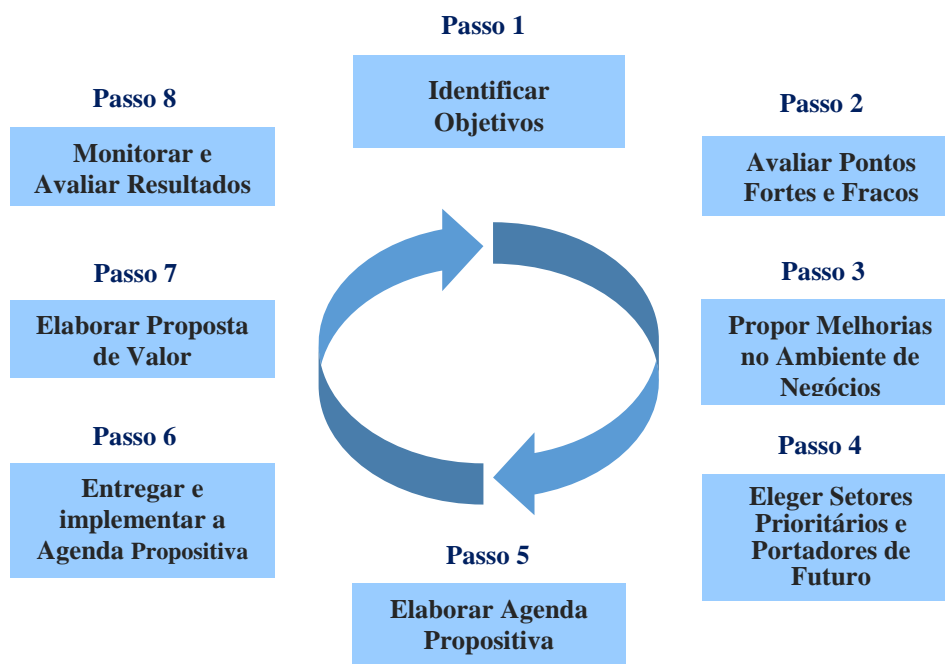 Passo 1
Identificar
Objetivos
Passo 2
Avaliar Pontos
Fortes e Fracos
Passo 3
Propor Melhorias
no Ambiente de
Negócios
Passo 4
Eleger Setores
Prioritários e
Portadores de
Futuro
Passo 5
Elaborar Agenda
Propositiva
Passo 6
Entregar e
implementar a
Agenda Propositiva
Passo 7
Elaborar Proposta
de Valor
Passo 8
Monitorar e
Avaliar Resultados